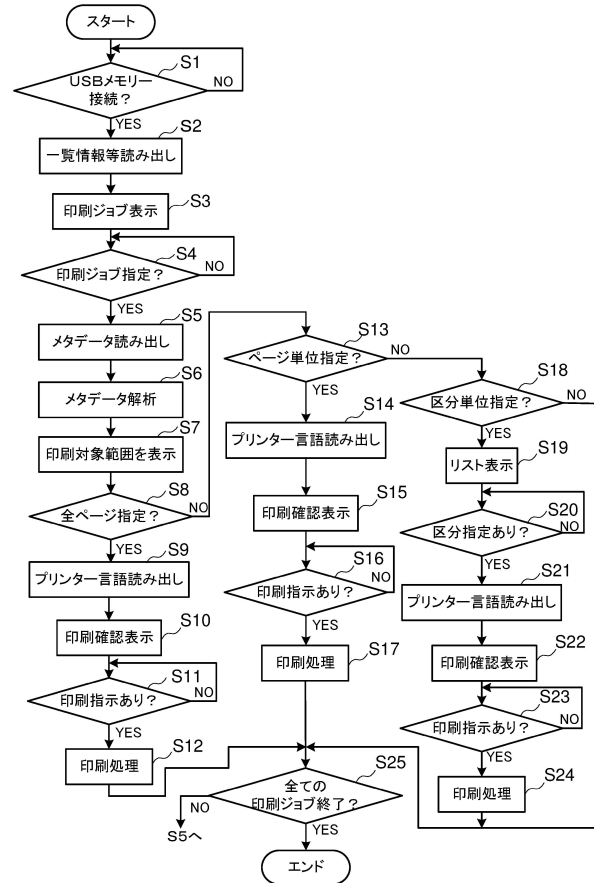 スタート
S1
USBメモリー
接続？
NO
YES
S2
一覧情報等読み出し
S3
印刷ジョブ表示
S4
印刷ジョブ指定？
NO
YES
S5
メタデータ読み出し
S6
メタデータ解析
S7
印刷対象範囲を表示
S8
全ページ指定？
NO
YES
S9
プリンター言語読み出し
S10
印刷確認表示
S11
印刷指示あり？
NO
YES
S12
印刷処理
S13
ページ単位指定？
NO
YES
S14
プリンター言語読み出し
S15
印刷確認表示
S16
印刷指示あり？
NO
YES
S17
印刷処理
S18
区分単位指定？
NO
YES
S19
リスト表示
S20
区分指定あり？
NO
YES
S21
プリンター言語読み出し
S22
印刷確認表示
S23
印刷指示あり？
NO
YES
S24
印刷処理
S25
全ての
印刷ジョブ終了？
NO
S5へ
YES
エンド